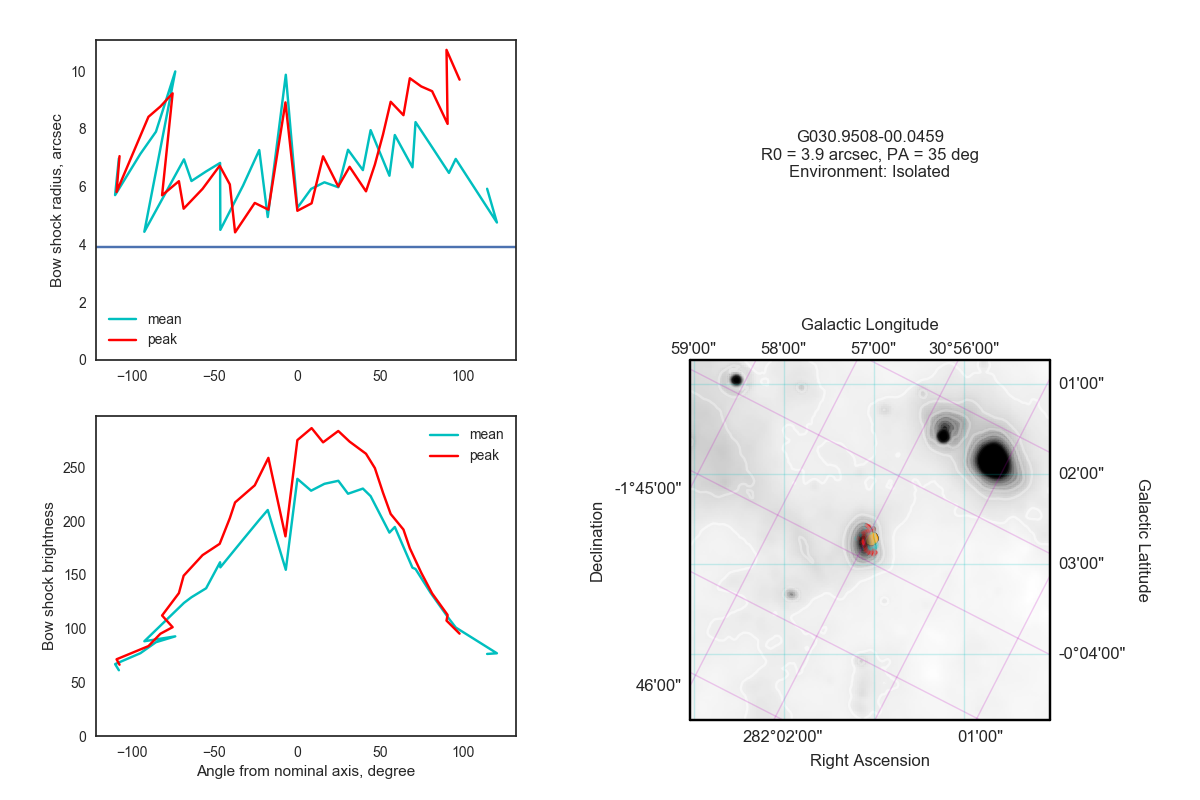 Bow shock radius, arcsec
10
8
6
4
2
0
mean
peak
−100
−50
0
50
100
G030.9508-00.0459
R0 = 3.9 arcsec, PA = 35 deg
Environment: Isolated
Bow shock brightness
250
200
150
100
50
0
mean
peak
−100
−50
0
50
100
Angle from nominal axis, degree
Galactic Longitude
59'00"
58'00"
57'00"
30°56'00"
01'00"
02'00"
03'00"
-0°04'00"
Galactic Latitude
Declination
-1°45'00"
46'00"
282°02'00"
01'00"
Right Ascension